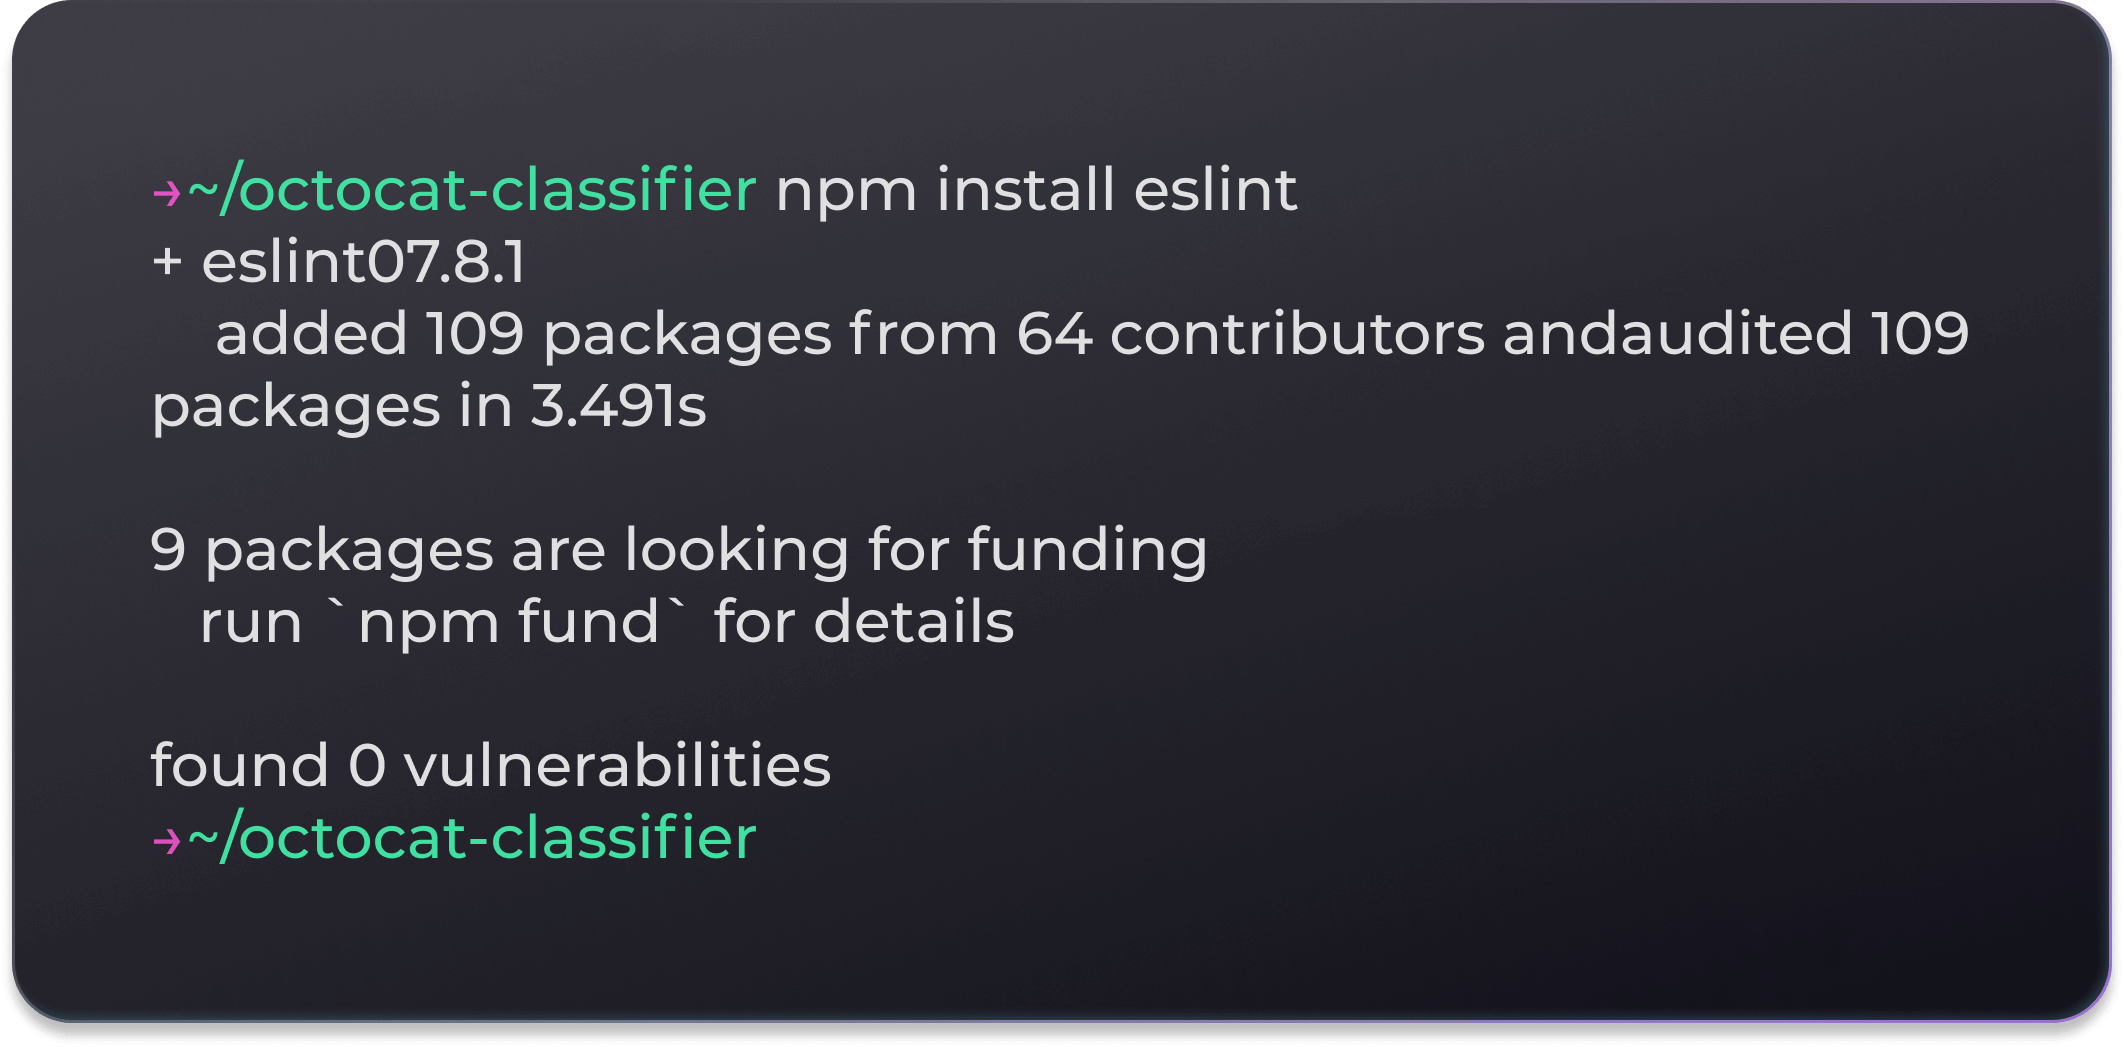 →~/octocat-classifier npm install eslint
+ eslint07.8.1
added 109 packages from 64 contributors andaudited 109
packages in 3.491s
9 packages are looking for funding
run `npm fund` for details
found 0 vulnerabilities
→~/octocat-classifier